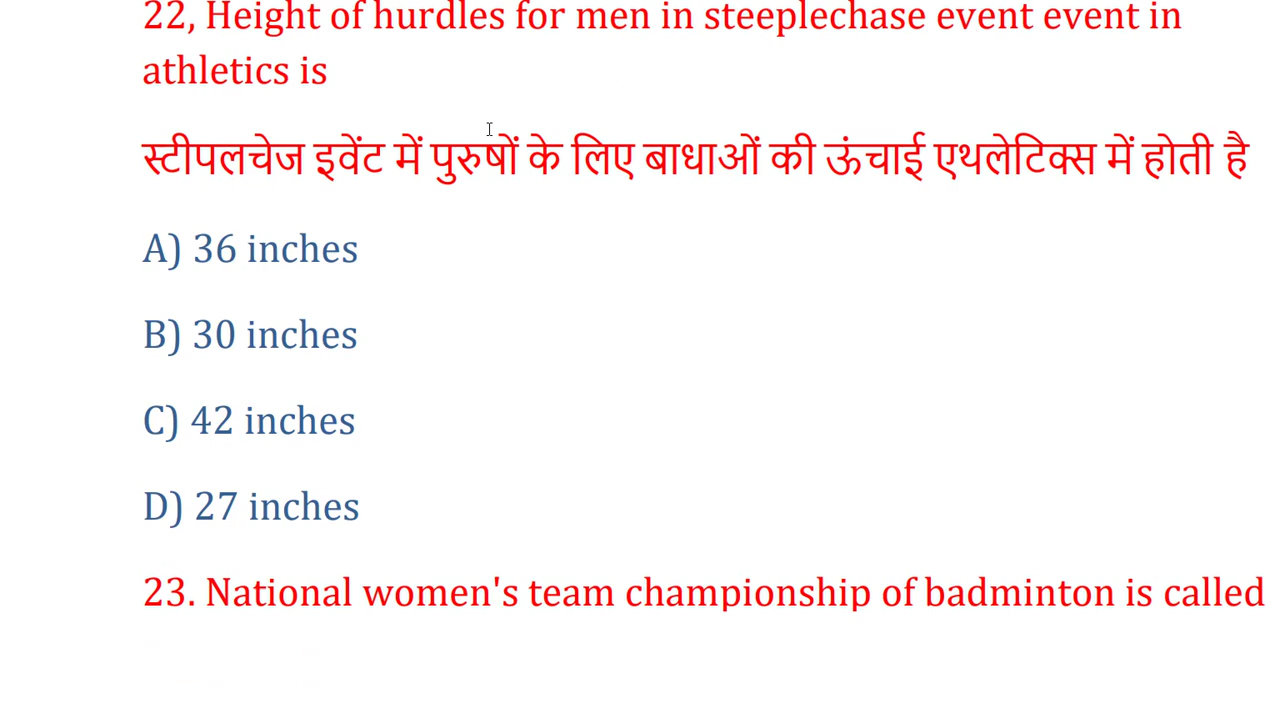 22, Height of hurdles for men in steeplechase event event in
athletics is
स्टीपलचेज इवेंट में पुरुषों के लिए बाधाओं की ऊंचाई एथलेटिक्स में होती है
A) 36 inches
B) 30 inches
C) 42 inches
D) 27 inches
23. National women's team championship of badminton is called